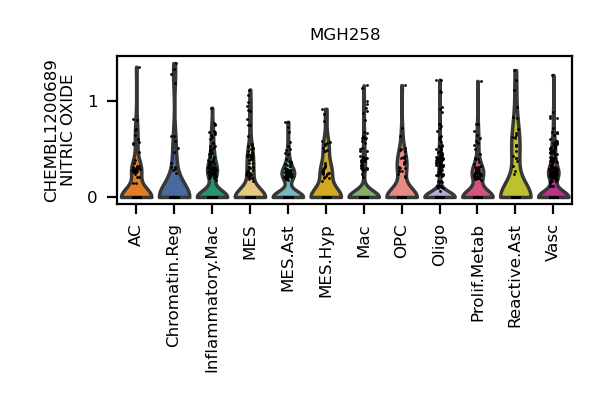 MGH258
CHEMBL1200689
NITRIC OXIDE
1
0
AC
Chromatin.Reg
Inflammatory.Mac
MES
MES.Ast
MES.Hyp
Mac
OPC
Oligo
Prolif.Metab
Reactive.Ast
Vasc